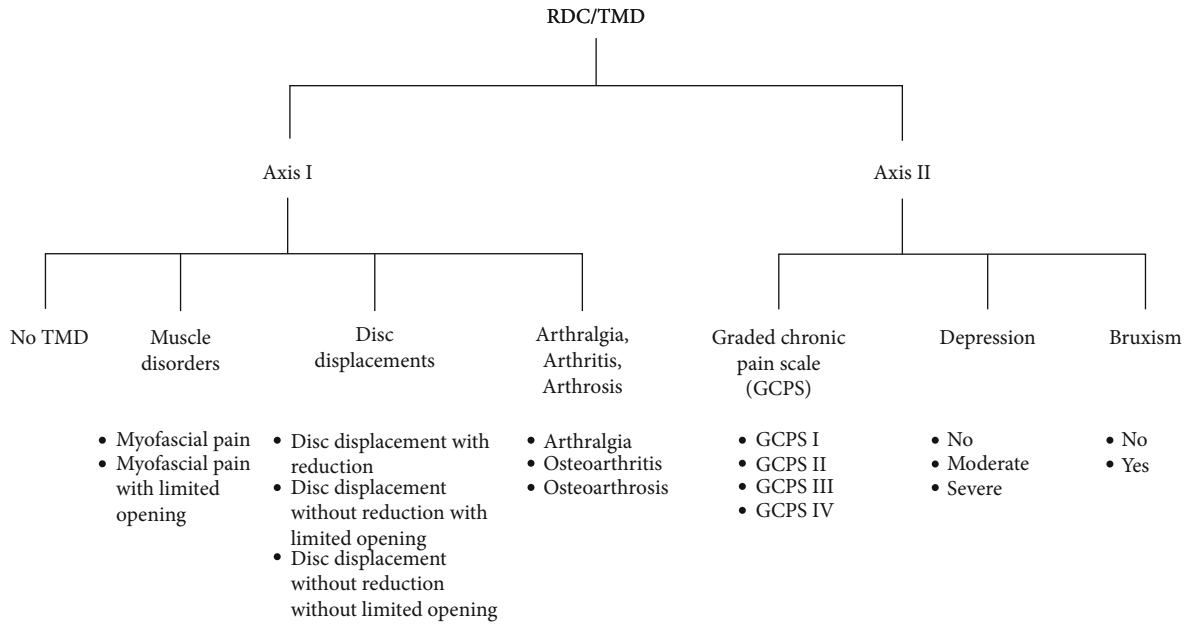 RDC/TMD
Axis I
Axis II
No TMD
Muscle
disorders
Disc
displacements
Arthralgia,
Arthritis,
Arthrosis
Graded chronic
pain scale
(GCPS)
Depression
Bruxism
• Myofascial pain
• Myofascial pain
with limited
opening
• Disc displacement with
reduction
• Disc displacement
without reduction with
limited opening
• Disc displacement
without reduction
without limited opening
• Arthralgia
• Osteoarthritis
• Osteoarthrosis
• GCPS I
• GCPS II
• GCPS III
• GCPS IV
• No
• Moderate
• Severe
• No
• Yes